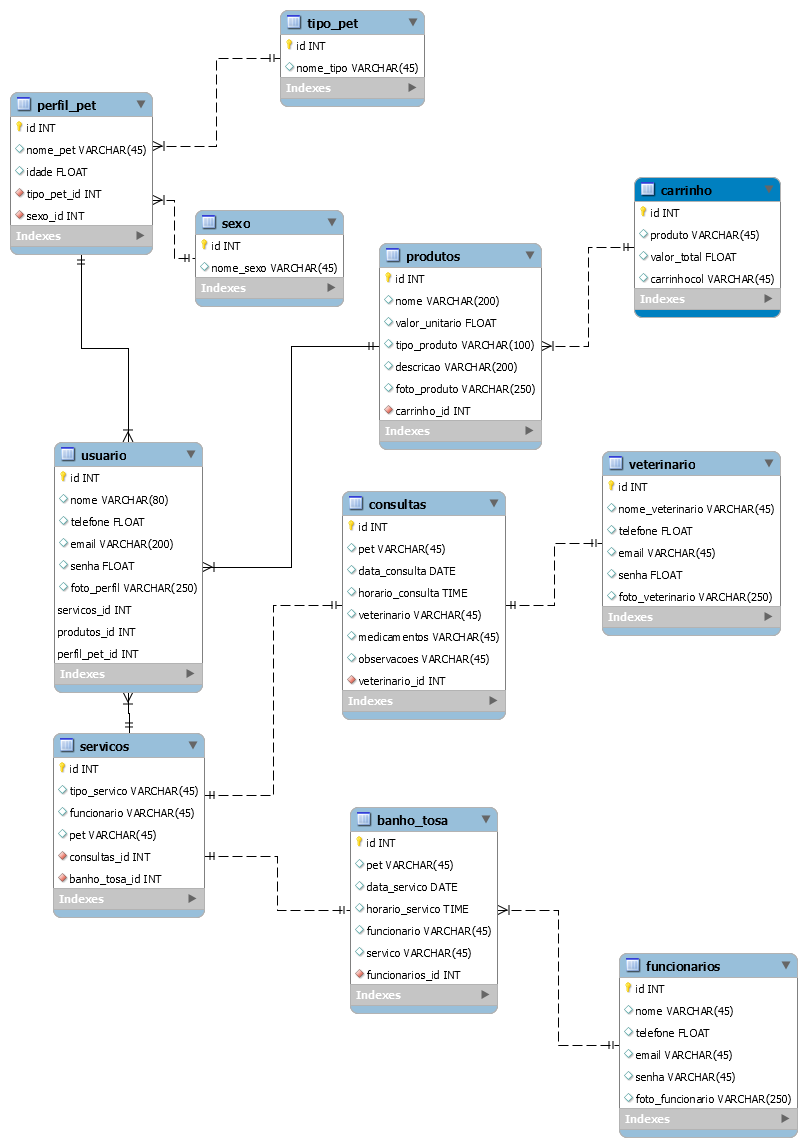 tipo_pet
id INT
nome_tipo VARCHAR(45)
Indexes
perfil_pet
id INT
nome_pet VARCHAR(45)
idade FLOAT
tipo_pet_id INT
sexo_id INT
Indexes
sexo
id INT
nome_sexo VARCHAR(45)
Indexes
carrinho
id INT
produto VARCHAR(45)
valor_total FLOAT
carrinhocol VARCHAR(45)
Indexes
produtos
id INT
nome VARCHAR(200)
valor_unitario FLOAT
tipo_produto VARCHAR(100)
descricao VARCHAR(200)
foto_produto VARCHAR(250)
carrinho_id INT
Indexes
usuario
id INT
nome VARCHAR(80)
telefone FLOAT
email VARCHAR(200)
senha FLOAT
foto_perfil VARCHAR(250)
servicos_id INT
produtos_id INT
perfil_pet_id INT
Indexes
consultas
id INT
pet VARCHAR(45)
data_consulta DATE
horario_consulta TIME
veterinario VARCHAR(45)
medicamentos VARCHAR(45)
observacoes VARCHAR(45)
veterinario_id INT
Indexes
veterinario
id INT
nome_veterinario VARCHAR(45)
telefone FLOAT
email VARCHAR(45)
senha FLOAT
foto_veterinario VARCHAR(250)
Indexes
servicos
id INT
tipo_servico VARCHAR(45)
funcionario VARCHAR(45)
pet VARCHAR(45)
consultas_id INT
banho_tosa_id INT
Indexes
banho_tosa
id INT
pet VARCHAR(45)
data_servico DATE
horario_servico TIME
funcionario VARCHAR(45)
servico VARCHAR(45)
funcionarios_id INT
Indexes
funcionarios
id INT
nome VARCHAR(45)
telefone FLOAT
email VARCHAR(45)
senha VARCHAR(45)
foto_funcionario VARCHAR(250)
Indexes